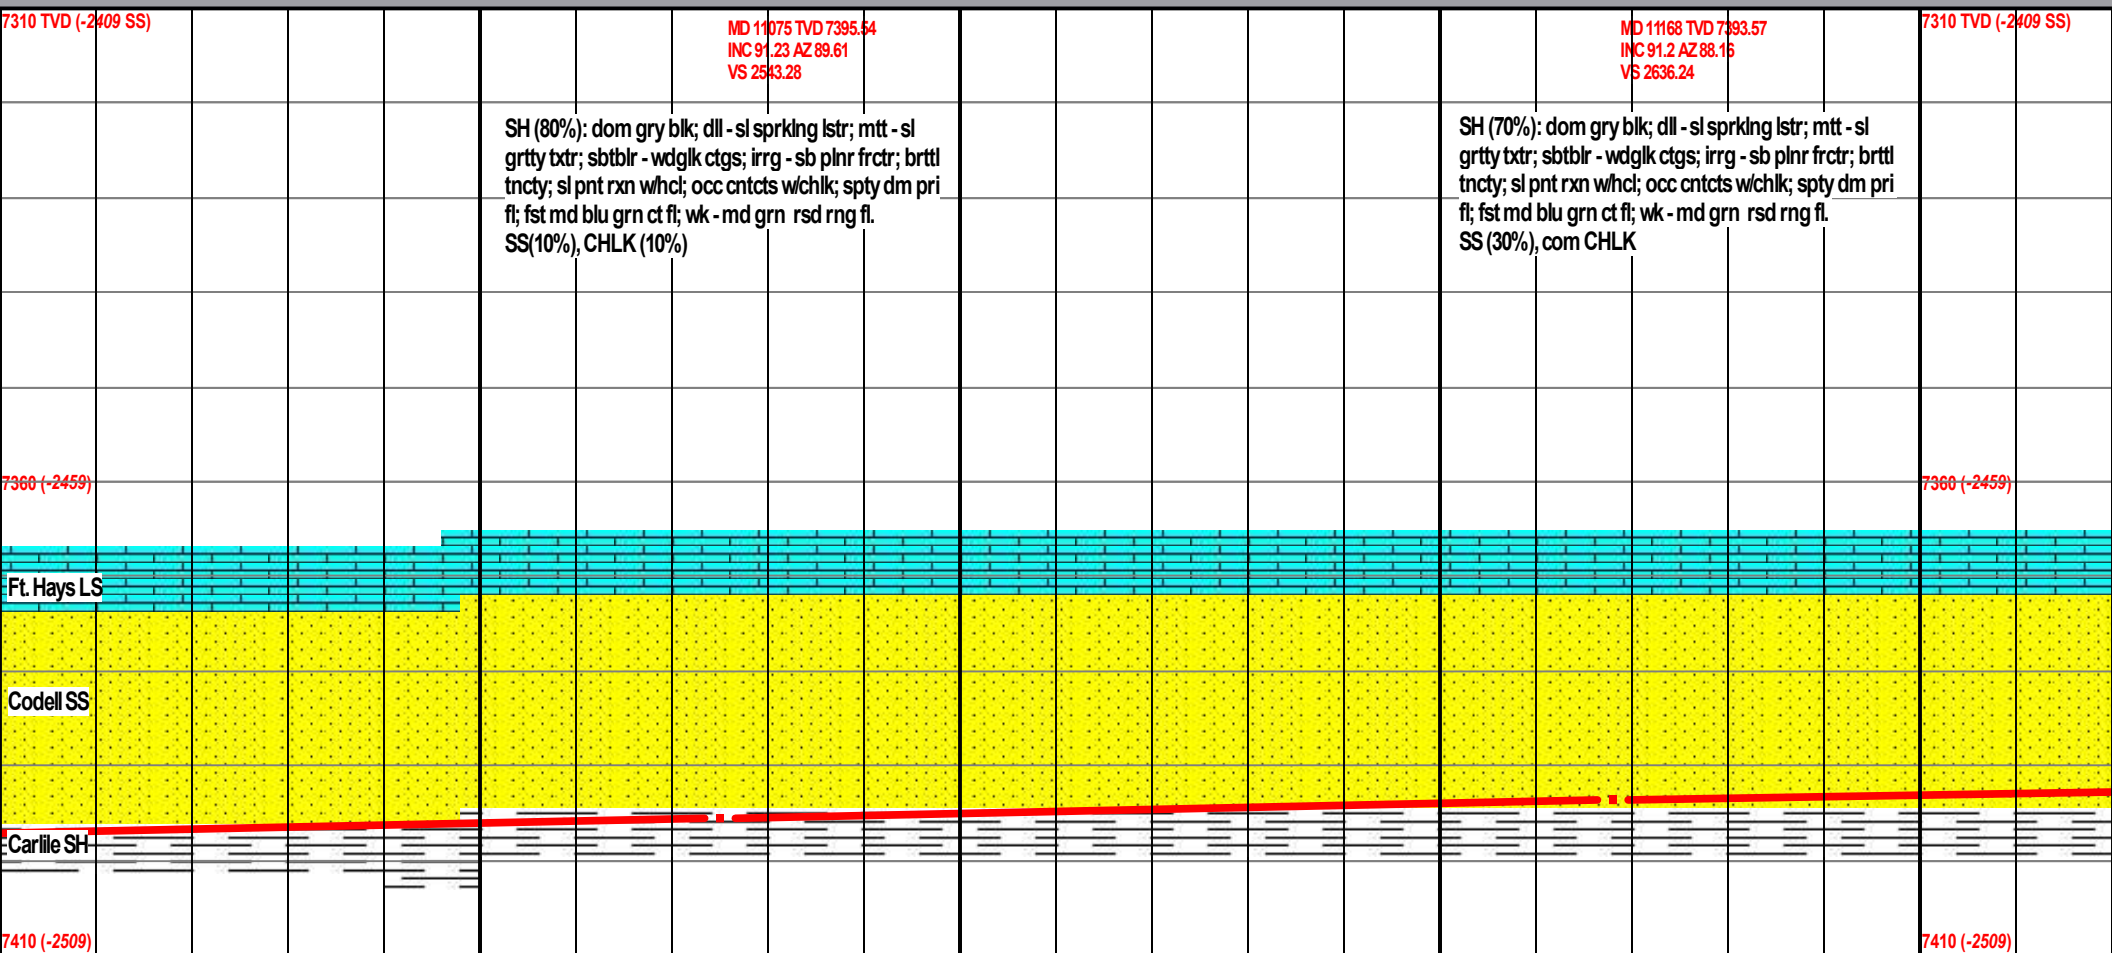 7310 TVD (-2409 SS)
MD 11075 TVD 7395.54
INC 91.23 AZ 89.61
VS 2543.28
MD 11168 TVD 7393.57
INC 91.2 AZ 88.16
VS 2636.24
7310 TVD (-2409 SS)
SH (80%): dom gry blk; dll - sl sprklng lstr; mtt - sl
grtty txtr; sbtblr - wdglk ctgs; irrg - sb plnr frctr; brttl
tncty; sl pnt rxn w/hcl; occ cntcts w/chlk; spty dm pri
fl; fst md blu grn ct fl; wk - md grn rsd rng fl.
SS(10%), CHLK (10%)
SH (70%): dom gry blk; dll - sl sprklng lstr; mtt - sl
grtty txtr; sbtblr - wdglk ctgs; irrg - sb plnr frctr; brttl
tncty; sl pnt rxn w/hcl; occ cntcts w/chlk; spty dm pri
fl; fst md blu grn ct fl; wk - md grn rsd rng fl.
SS (30%), com CHLK
7360 (-2459)
7360 (-2459)
Ft. Hays LS
Codell SS
Carlile SH
7410 (-2509)
7410 (-2509)